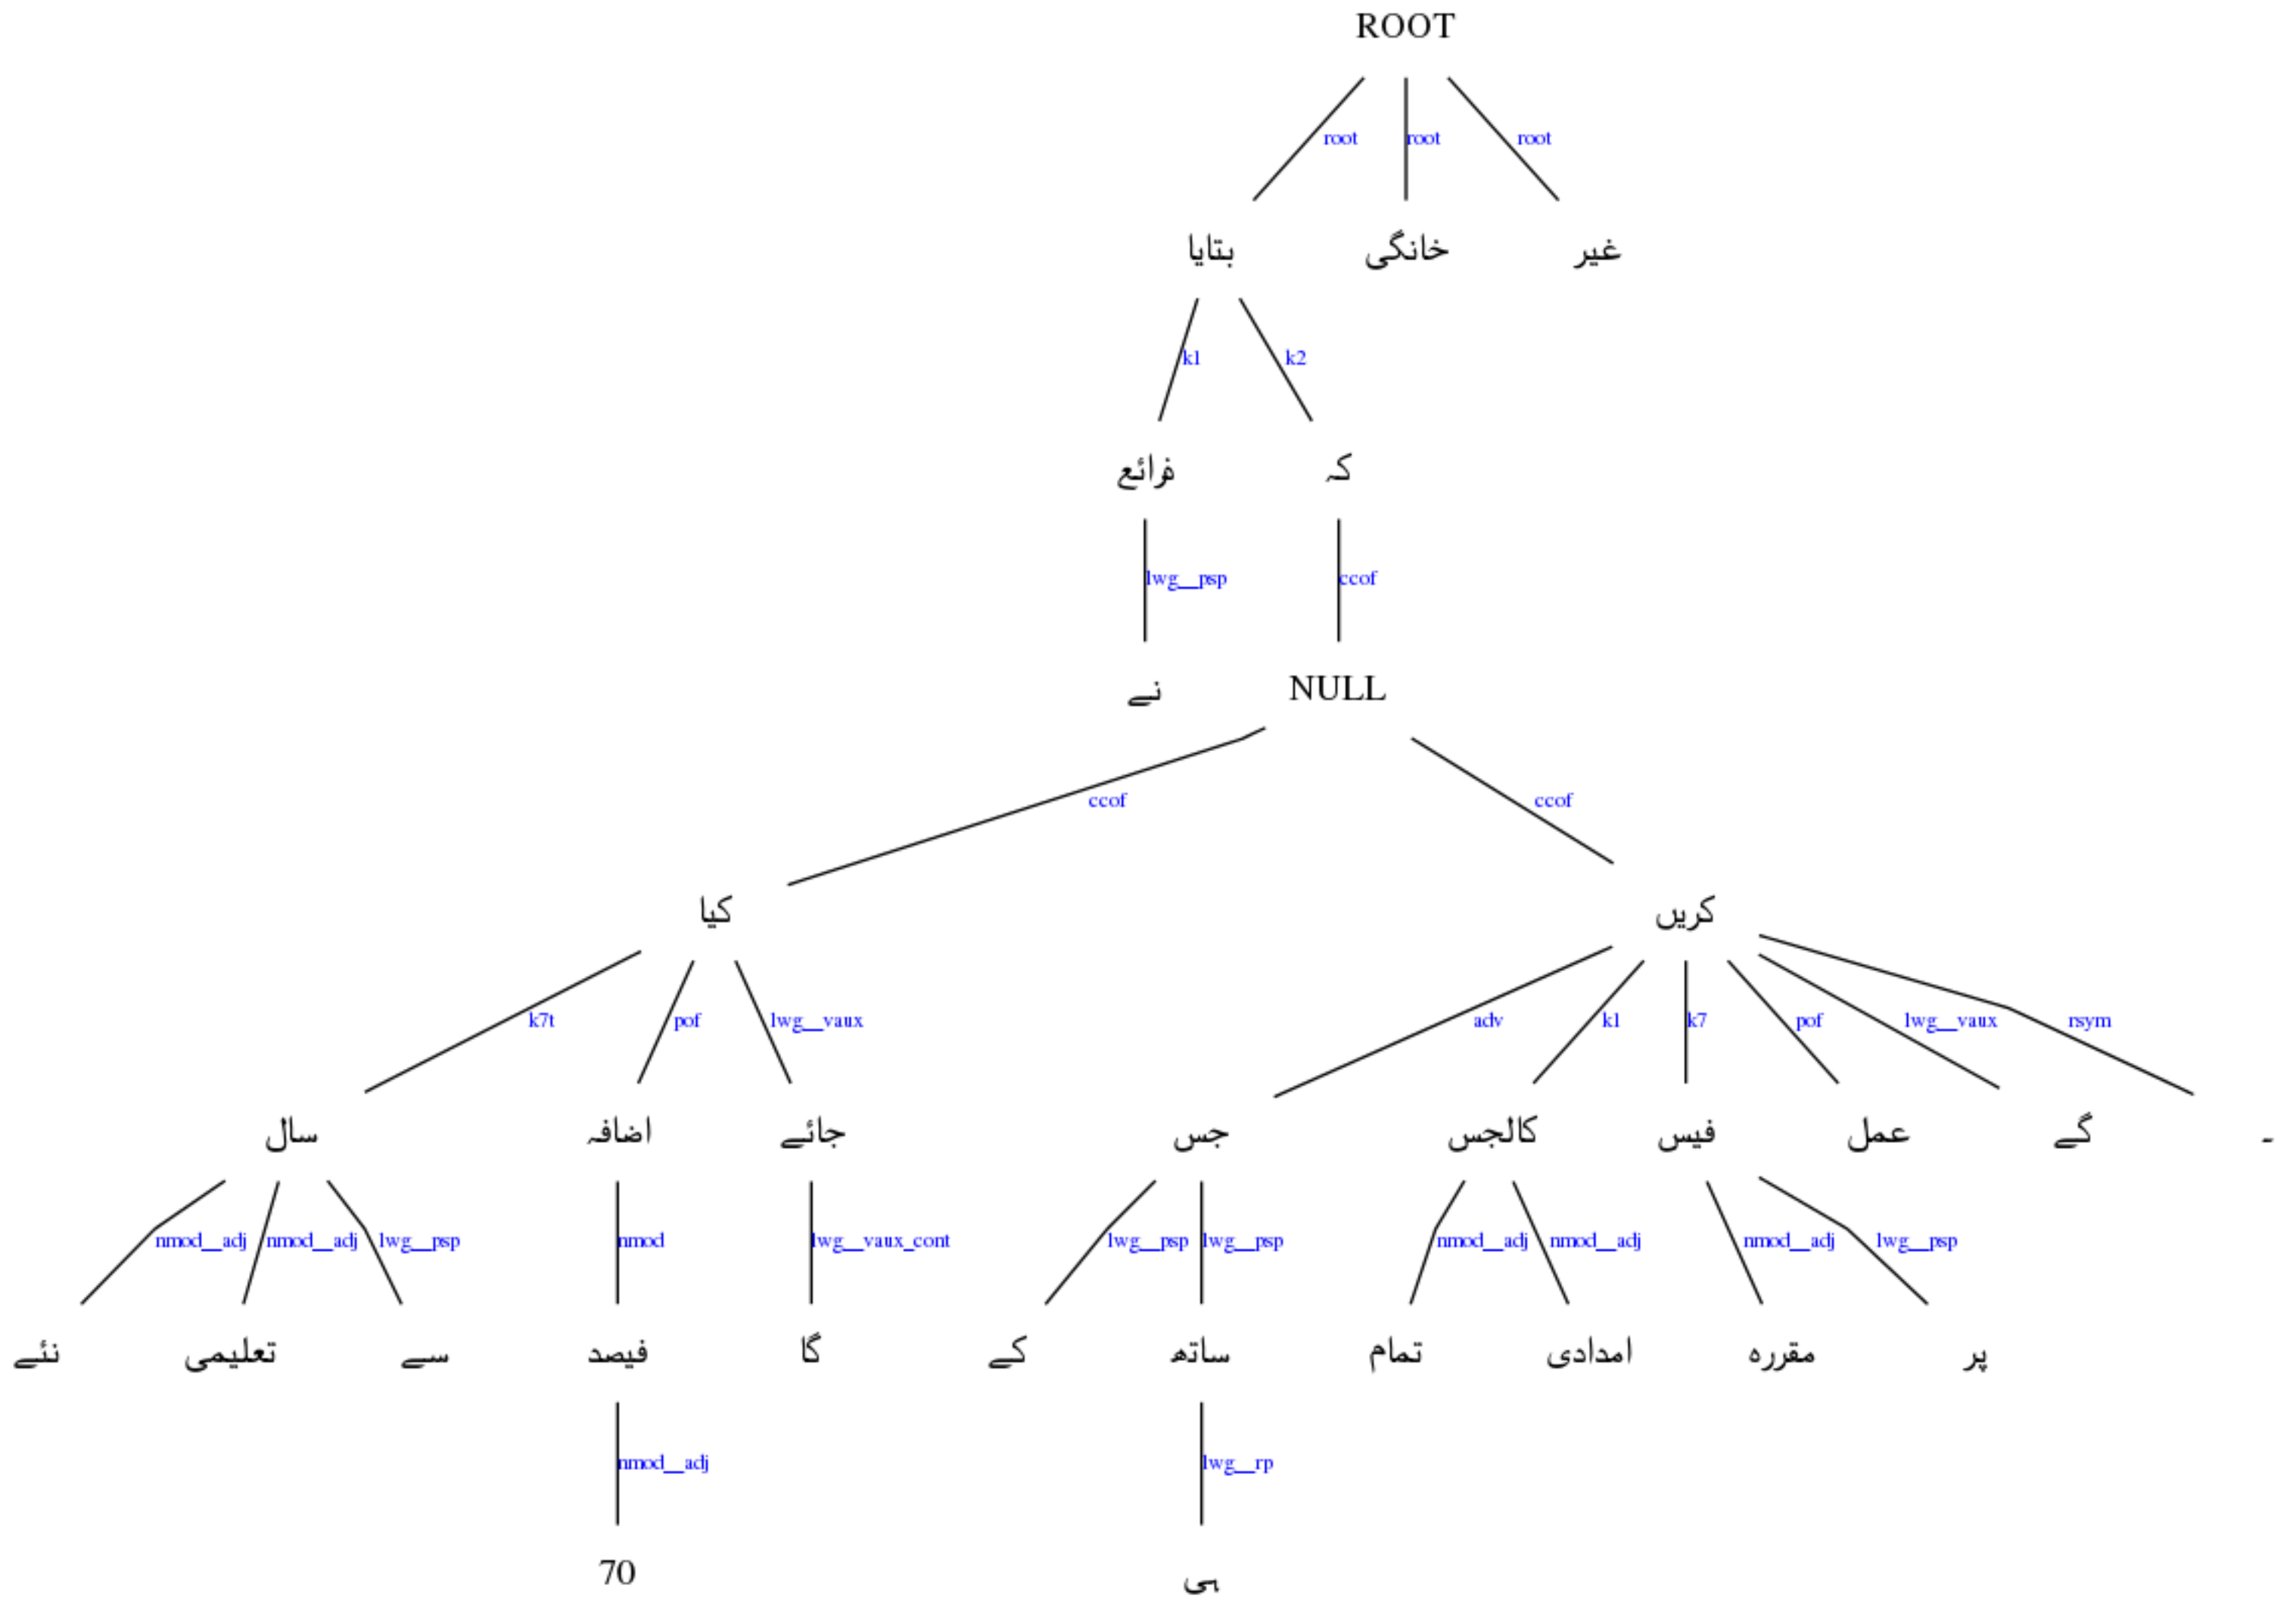 ROOT
root root root
بتایا خانگی غیر
k1 k2
کہ
lwg__psp ccof
نے NULL
ccof ccof
کیا کریں
k7t pof lwg__vaux adv k1 k7 pof lwg__vaux rsym
سال اضافہ جائے جس کالجس فیس عمل گے ۔
nmod__adj nmod__adj lwg__psp nmod lwg__vaux_cont lwg__psp lwg__psp nmod__adj nmod__adj nmod__adj lwg__psp
نئے تعلیمی سے فیصد گا کے ساتھ تمام امدادی مقررہ پر
nmod__adj lwg__rp
70 ہی